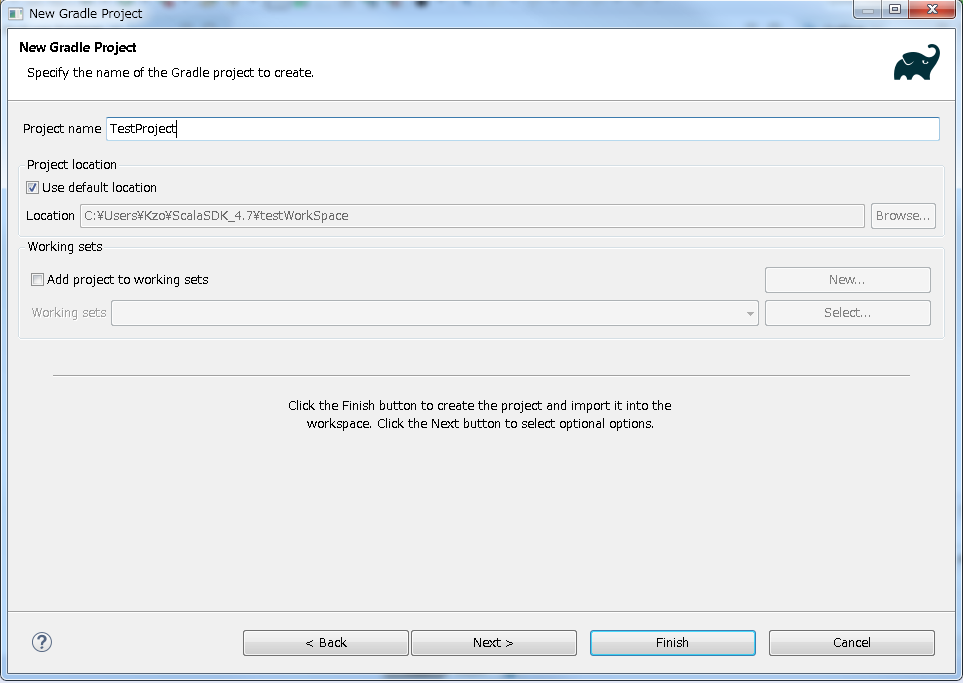 New Gradle Project
New Gradle Project
Specify the name of the Gradle project to create.
Project name TestProject
Project location
Use default location
Location C:¥Users¥Kzo¥ScalaSDK_4.7¥testWorkSpace Browse...
Working sets
Add project to working sets New...
Working sets Select...
Click the Finish button to create the project and import it into the
workspace. Click the Next button to select optional options.
? < Back Next > Finish Cancel